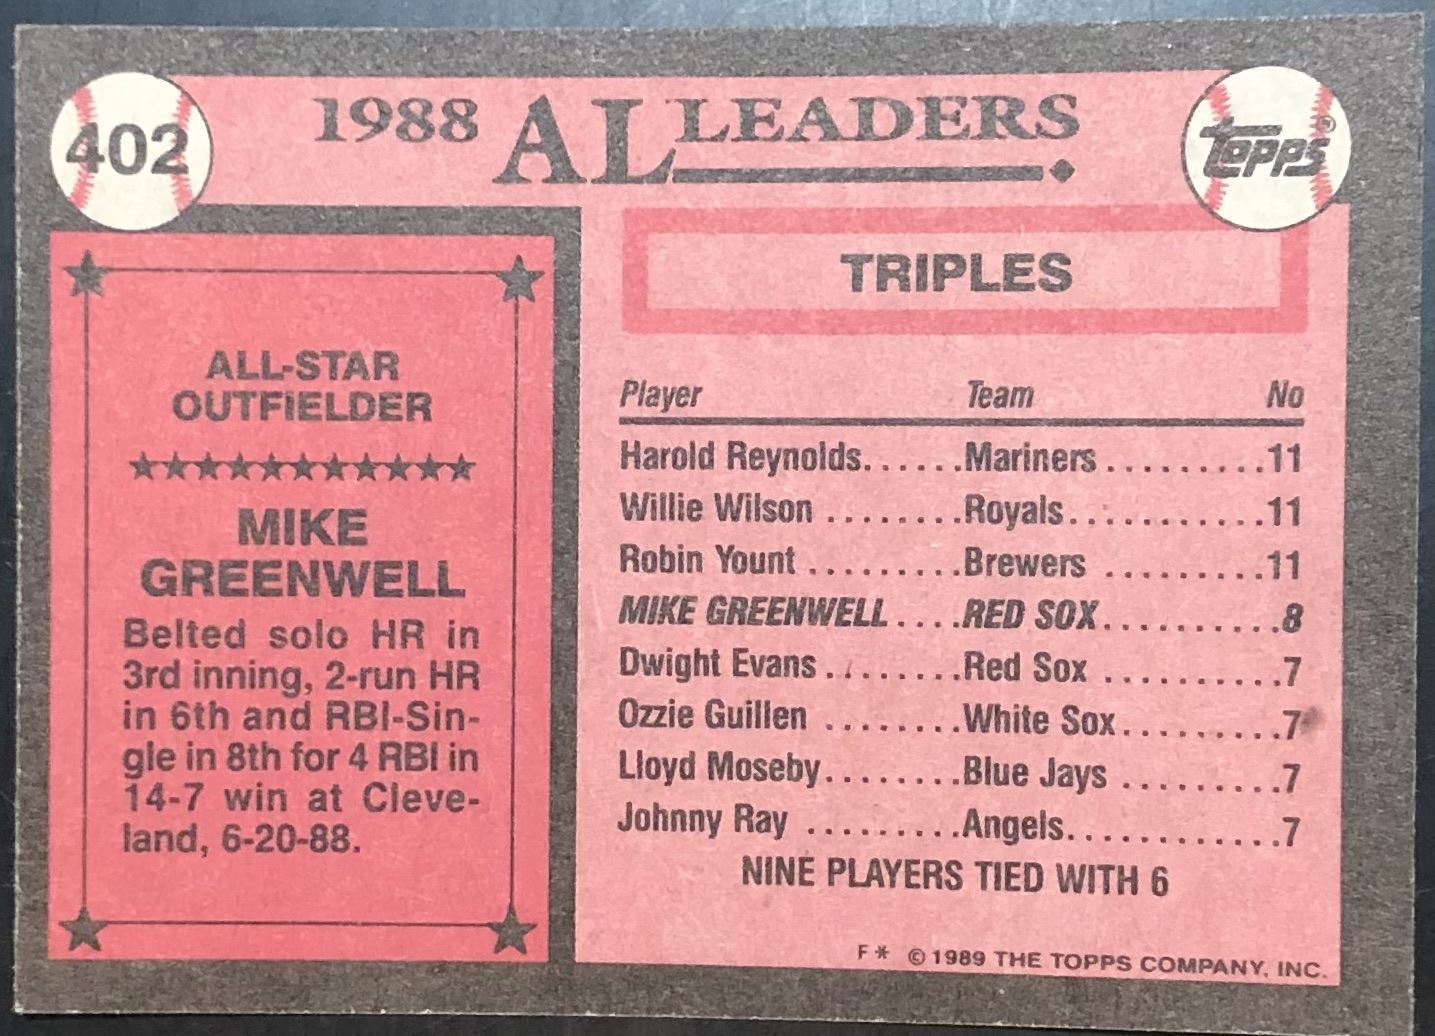 402
1988 AL LEADERS
Topps®
ALL-STAR
OUTFIELDER
MIKE
GREENWELL
Belted solo HR in
3rd inning, 2-run HR
in 6th and RBI-Sin-
gle in 8th for 4 RBI in
14-7 win at Cleve-
land, 6-20-88.
TRIPLES
Player Team No
Harold Reynolds......Mariners.........11
Willie Wilson ........Royals...........11
Robin Yount .........Brewers .........11
MIKE GREENWELL....RED SOX..........8
Dwight Evans........Red Sox ..........7
Ozzie Guillen ........White Sox.........7
Lloyd Moseby........Blue Jays .........7
Johnny Ray .........Angels............7
NINE PLAYERS TIED WITH 6
F* © 1989 THE TOPPS COMPANY, INC.